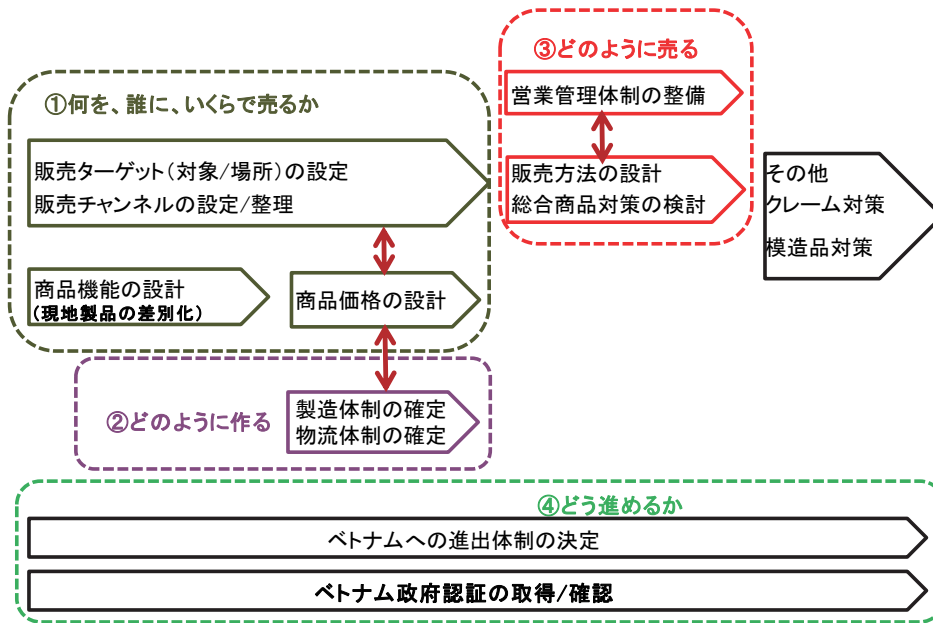 ①何を、誰に、いくらで売るか
販売ターゲット(対象/場所)の設定
販売チャンネルの設定/整理
商品機能の設計
(現地製品の差別化)
商品価格の設計
②どのように作る
製造体制の確定
物流体制の確定
③どのように売る
営業管理体制の整備
販売方法の設計
総合商品対策の検討
その他
クレーム対策
模造品対策
④どう進めるか
ベトナムへの進出体制の決定
ベトナム政府認証の取得/確認